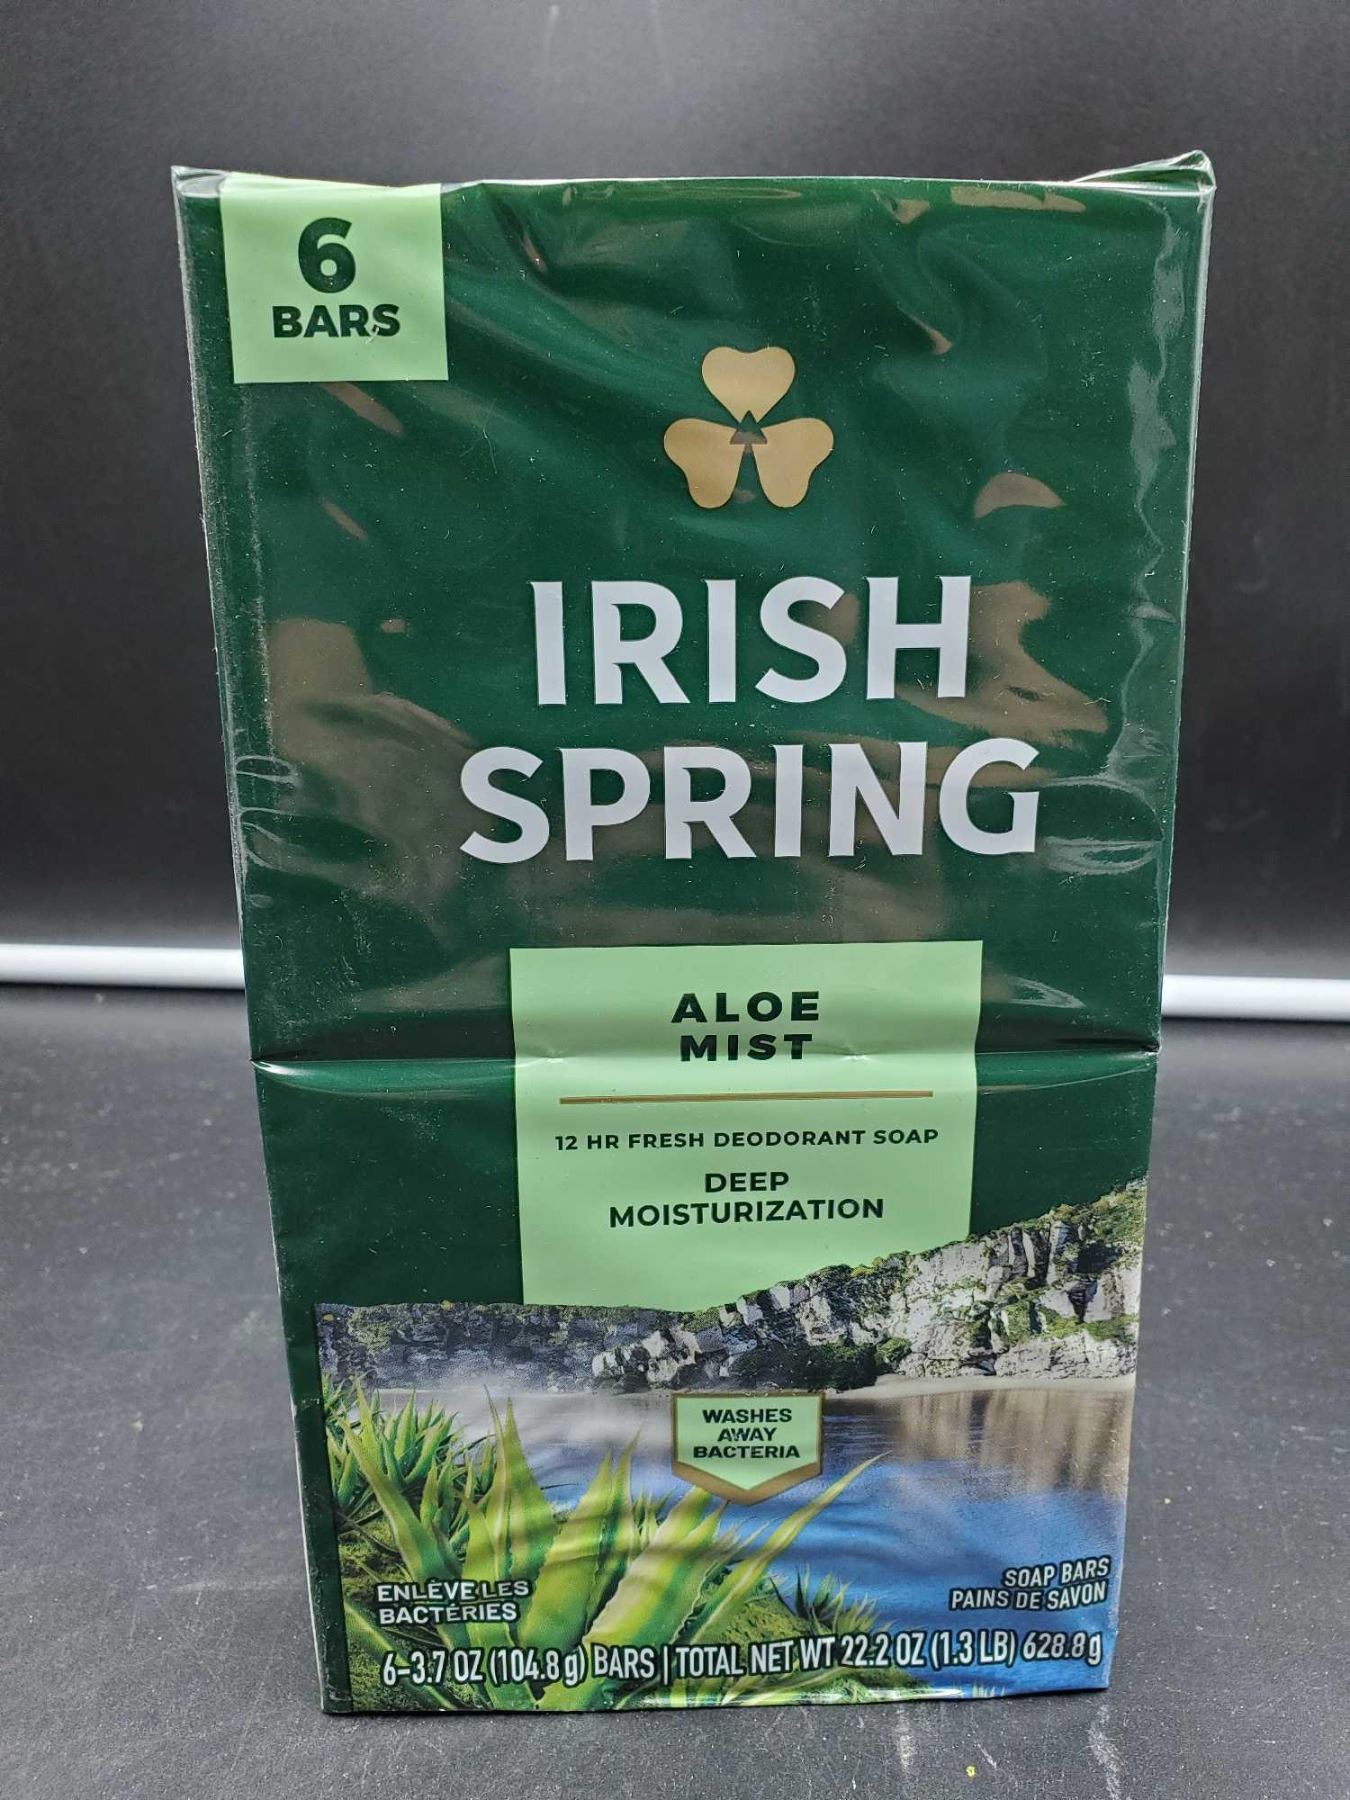 6
BARS
IRISH
SPRING
ALOE
MIST
12 HR FRESH DEODORANT SOAP
DEEP
MOISTURIZATION
WASHES
AWAY
BACTERIA
ENLÈVE LES
BACTÉRIES
SOAP BARS
PAINS DE SAVON
6-3.7 OZ (104.8 g) BARS | TOTAL NET WT 22.2 OZ (1.3 LB) 628.8 g